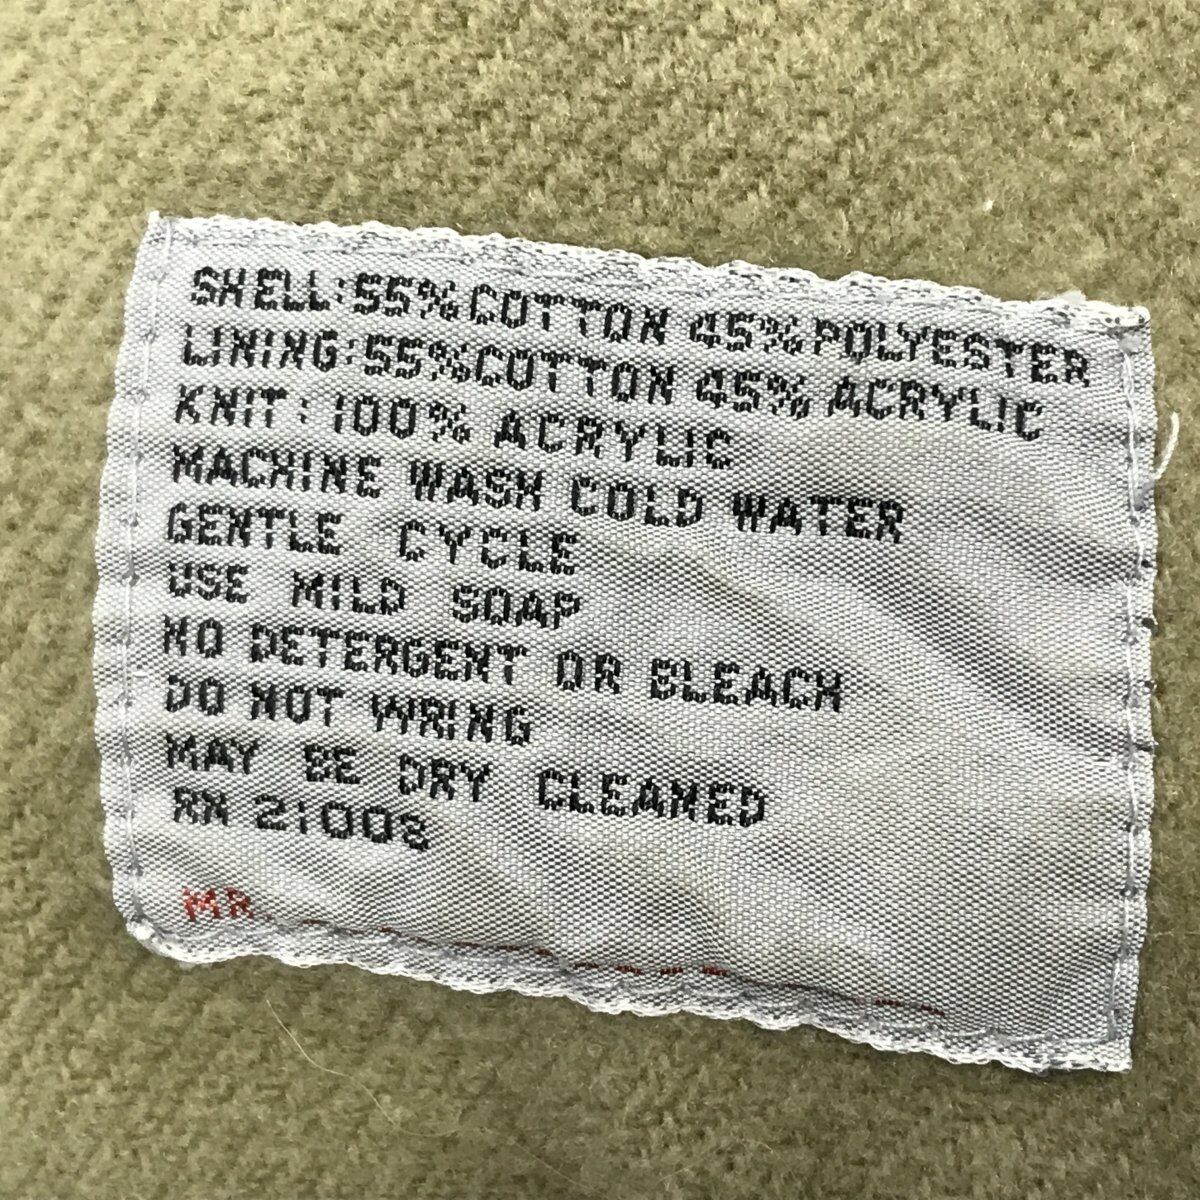 SHELL: 55% COTTON 45% POLYESTER
LINING: 55% COTTON 45% ACRYLIC
KNIT: 100% ACRYLIC
MACHINE WASH COLD WATER
GENTLE CYCLE
USE MILD SOAP
NO DETERGENT OR BLEACH
DO NOT WRING
MAY BE DRY CLEANED
RN 21008
MR.